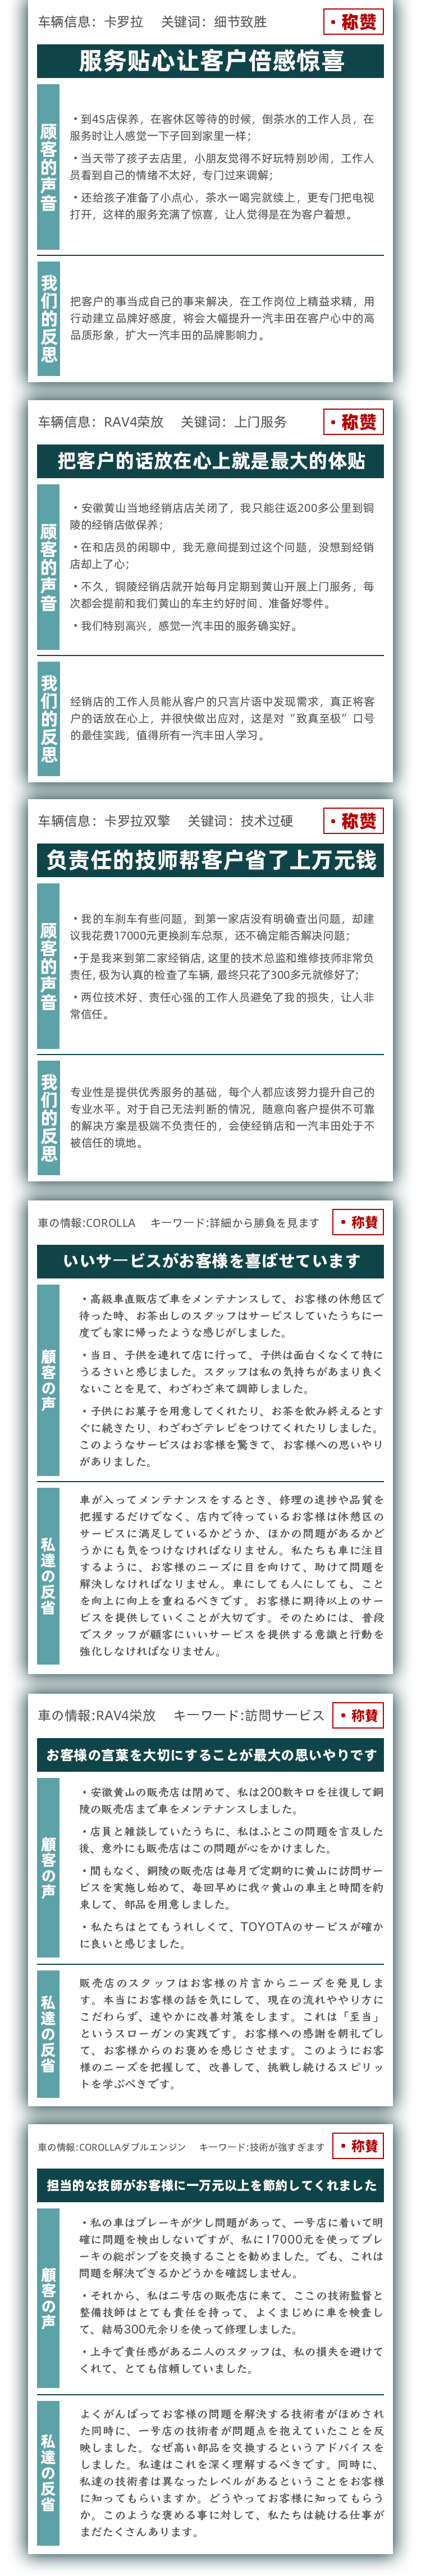 车辆信息：卡罗拉 关键词：细节致胜
・称赞
服务贴心让客户倍感惊喜
顾客的声音
・到4S店保养，在客休区等待的时候，倒茶水的工作人员，在
服务时让人感觉一下子回到家里一样；
・当天带了孩子去店里，小朋友觉得不好玩特别吵闹，工作人
员看到自己的情绪不太好，专门过来调解；
・还给孩子准备了小点心，茶水一喝完就续上，更专门把电视
打开，这样的服务充满了惊喜，让人觉得是在为客户着想。
我们的反思
把客户的事当成自己的事来解决，在工作岗位上精益求精，用
行动建立品牌好感度，将会大幅提升一汽丰田在客户心中的高
品质形象，扩大一汽丰田的品牌影响力。
车辆信息：RAV4荣放 关键词：上门服务
・称赞
把客户的话放在心上就是最大的体贴
顾客的声音
・安徽黄山当地经销店店关闭了，我只能往返200多公里到铜
陵的经销店做保养；
・在和店员的闲聊中，我无意间提到过这个问题，没想到经销
店却上了心；
・不久，铜陵经销店就开始每月定期到黄山开展上门服务，每
次都会提前和我们黄山的车主约好时间、准备好零件。
・我们特别高兴，感觉一汽丰田的服务确实好。
我们的反思
经销店的工作人员能从客户的只言片语中发现需求，真正将客
户的话放在心上，并很快做出应对，这是对“致真至极”口号
的最佳实践，值得所有一汽丰田人学习。
车辆信息：卡罗拉双擎 关键词：技术过硬
・称赞
负责任的技师帮客户省了上万元钱
顾客的声音
・我的车刹车有些问题，到第一家店没有明确查出问题，却建
议我花费17000元更换刹车总泵，还不确定能否解决问题；
・于是我来到第二家经销店，这里的技术总监和维修技师非常负
责任，极为认真的检查了车辆，最终只花了300多元就修好了；
・两位技术好、责任心强的工作人员避免了我的损失，让人非
常信任。
我们的反思
专业性是提供优秀服务的基础，每个人都应该努力提升自己的
专业水平。对于自己无法判断的情况，随意向客户提供不可靠
的解决方案是极端不负责任的，会使经销店和一汽丰田处于不
被信任的境地。
車の情報:COROLLA キーワード:詳細から勝負を見ます
・称賛
いいサービスがお客様を喜ばせています
顧客の声
・高級車直販店で車をメンテナンスして、お客様の休憩区で
待った時、お茶出しのスタッフはサービスしていたうちに一
度でも家に帰ったような感じがしました。
・当日、子供を連れて店に行って、子供は面白くなくて特に
うるさいと感じました。スタッフは私の気持ちがあまり良く
ないことを見て、わざわざ来て調節しました。
・子供にお菓子を用意してくれたり、お茶を飲み終えるとす
ぐに続きたり、わざわざテレビをつけてくれたりしました。
このようなサービスはお客様を驚きて、お客様への思いやり
がありました。
私達の反省
車が入ってメンテナンスをするとき、修理の進捗や品質を
把握するだけでなく、店内で待っているお客様は休憩区の
サービスに満足しているかどうか、ほかの問題があるかど
うかにも気をつけなければなりません。私たちも車に注目
するように、お客様のニーズに目を向けて、助けて問題を
解決しなければなりません。車にしても人にしても、こと
を向上に向上を重ねるべきです。お客様に期待以上のサー
ビスを提供していくことが大切です。そのためには、普段
でスタッフが顧客にいいサービスを提供する意識と行動を
強化しなければなりません。
車の情報:RAV4栄放 キーワード:訪問サービス
・称賛
お客様の言葉を大切にすることが最大の思いやりです
顧客の声
・安徽黄山の販売店は閉めて、私は200数キロを往復して銅
陵の販売店まで車をメンテナンスしました。
・店員と雑談していたうちに、私はふとこの問題を言及した
後、意外にも販売店はこの問題が心をかけました。
・間もなく、銅陵の販売店は毎月で定期的に黄山に訪問サー
ビスを実施し始めて、毎回早めに我々黄山の車主と時間を約
束して、部品を用意しました。
・私たちはとてもうれしくて、TOYOTAのサービスが確か
に良いと感じました。
私達の反省
販売店のスタッフはお客様の片言からニーズを発見しま
す。本当にお客様の話を気にして、現在の流れややり方に
こだわらず、速やかに改善対策をします。これは「至当」
というスローガンの実践です。お客様への感謝を朝礼でし
て、お客様からのお褒めを感じさせます。このようにお客
様のニーズを把握して、改善して、挑戦し続けるスピリッ
トを学ぶべきです。
車の情報:COROLLAダブルエンジン キーワード:技術が強すぎます
・称賛
担当的な技師がお客様に一万元以上を節約してくれました
顧客の声
・私の車はブレーキが少し問題があって、一号店に着いて明
確に問題を検出しないですが、私に17000元を使ってブレ
ーキの総ポンプを交換することを勧めました。でも、これは
問題を解決できるかどうかを確認しません。
・それから、私は二号店の販売店に来て、ここの技術監督と
整備技師はとても責任を持って、よくまじめに車を検査し
て、結局300元余りを使って修理しました。
・上手で責任感がある二人のスタッフは、私の損失を避けて
くれて、とても信頼していました。
私達の反省
よくがんばってお客様の問題を解決する技術者がほめされ
た同時に、一号店の技術者が問題点を抱えていたことを反
映しました。なぜ高い部品を交換するというアドバイスを
しました。私達はこれを深く理解するべきです。同時に、
私達の技術者は異なったレベルがあるということをお客様
に知ってもらいますか。どうやってお客様に知ってもらう
か。このような褒める事に対して、私たちは続ける仕事が
まだたくさんあります。